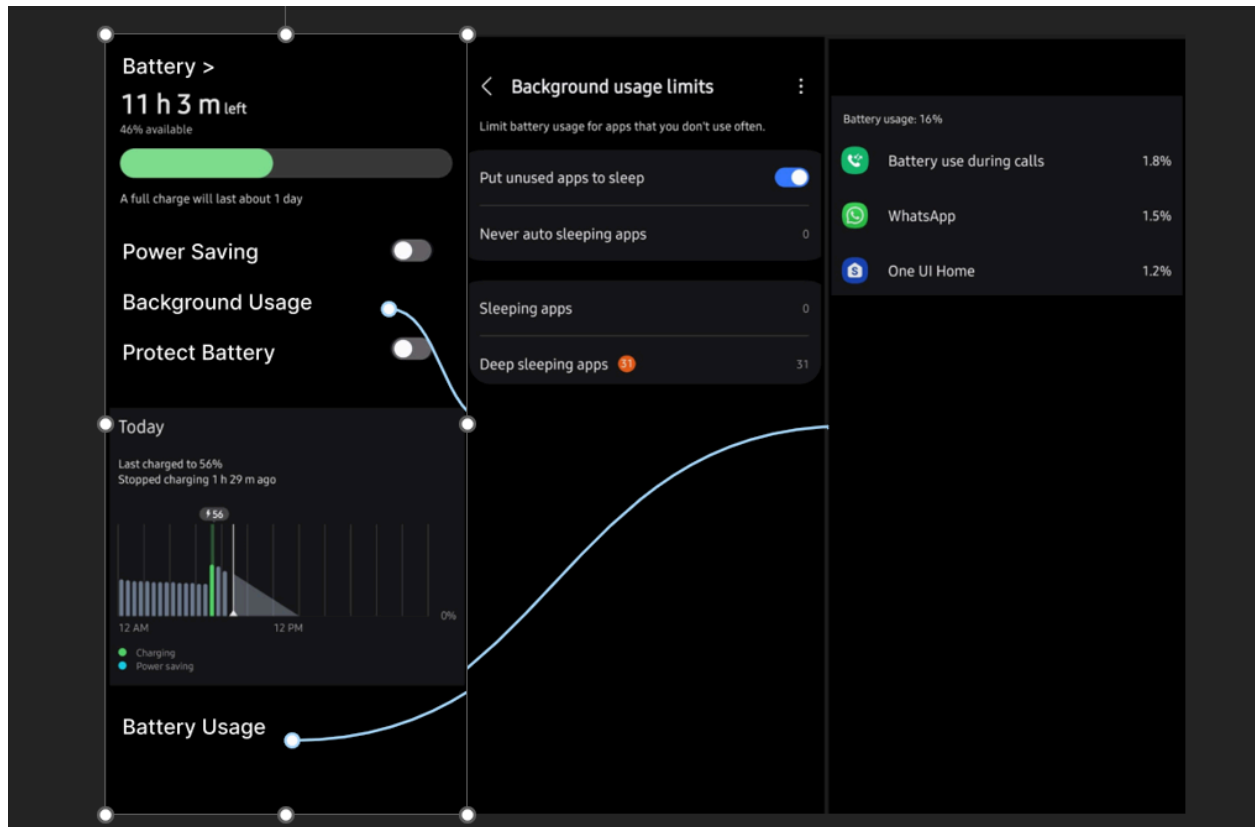 Battery >
11 h 3 m left
46% available
A full charge will last about 1 day
Power Saving
Background Usage
Protect Battery
Today
Last charged to 56%
Stopped charging 1 h 29 m ago
56
0%
12 AM 12 PM
Charging
Power saving
Battery Usage
Background usage limits
Limit battery usage for apps that you don't use often.
Put unused apps to sleep
Never auto sleeping apps 0
Sleeping apps 0
Deep sleeping apps 31 31
Battery usage: 16%
Battery use during calls 1.8%
WhatsApp 1.5%
S One UI Home 1.2%